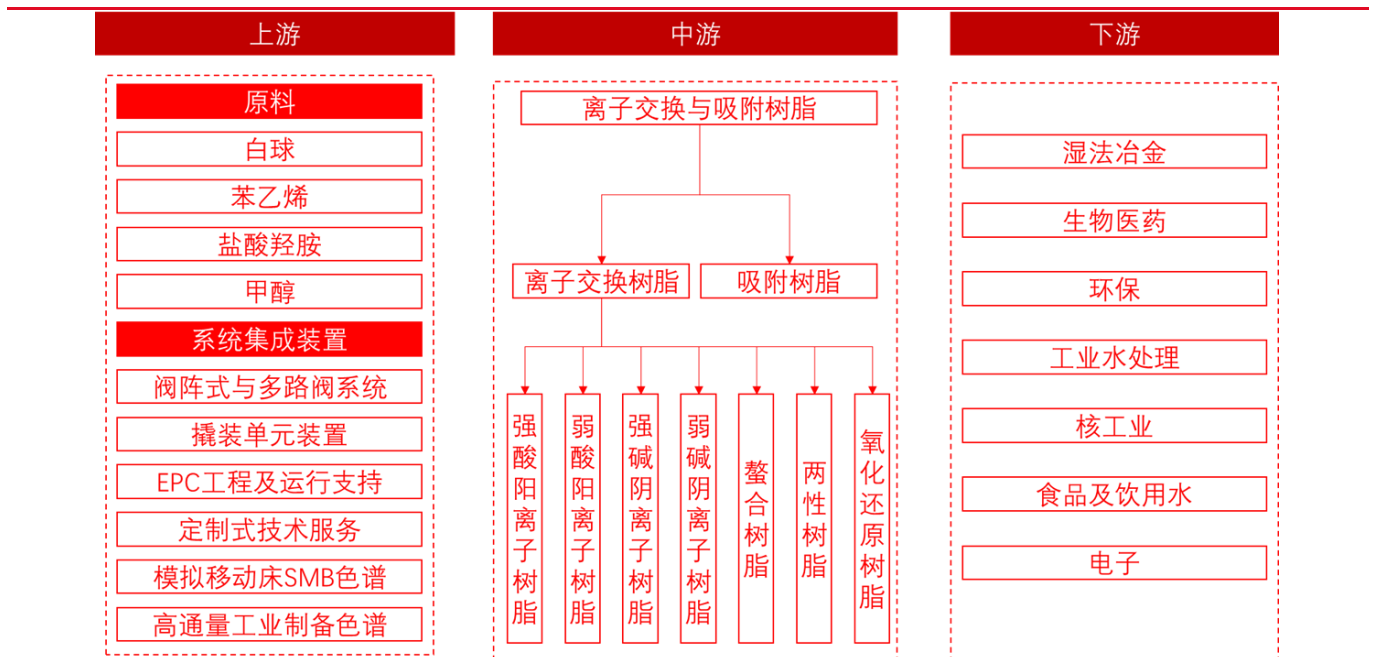 上游
原料
白球
苯乙烯
盐酸羟胺
甲醇
系统集成装置
阀阵式与多路阀系统
撬装单元装置
EPC工程及运行支持
定制式技术服务
模拟移动床SMB色谱
高通量工业制备色谱
中游
离子交换与吸附树脂
离子交换树脂
吸附树脂
强酸阳离子树脂
弱酸阳离子树脂
强碱阴离子树脂
弱碱阴离子树脂
螯合树脂
两性树脂
氧化还原树脂
下游
湿法冶金
生物医药
环保
工业水处理
核工业
食品及饮用水
电子